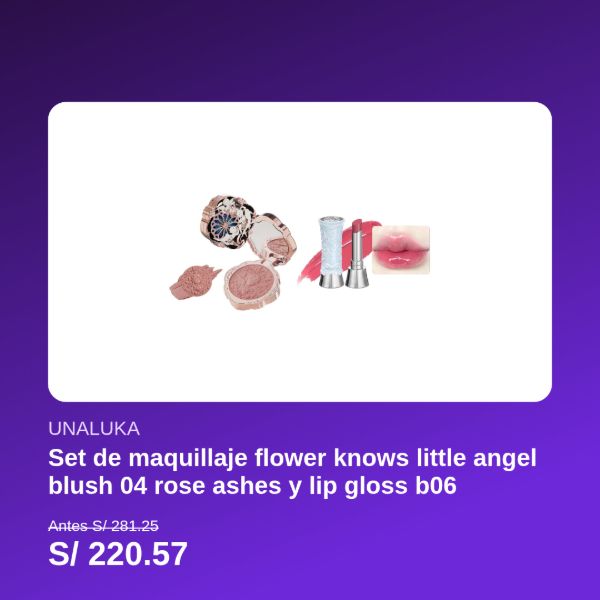 UNALUKA
Set de maquillaje flower knows little angel
blush 04 rose ashes y lip gloss b06
Antes S/ 281.25
S/ 220.57